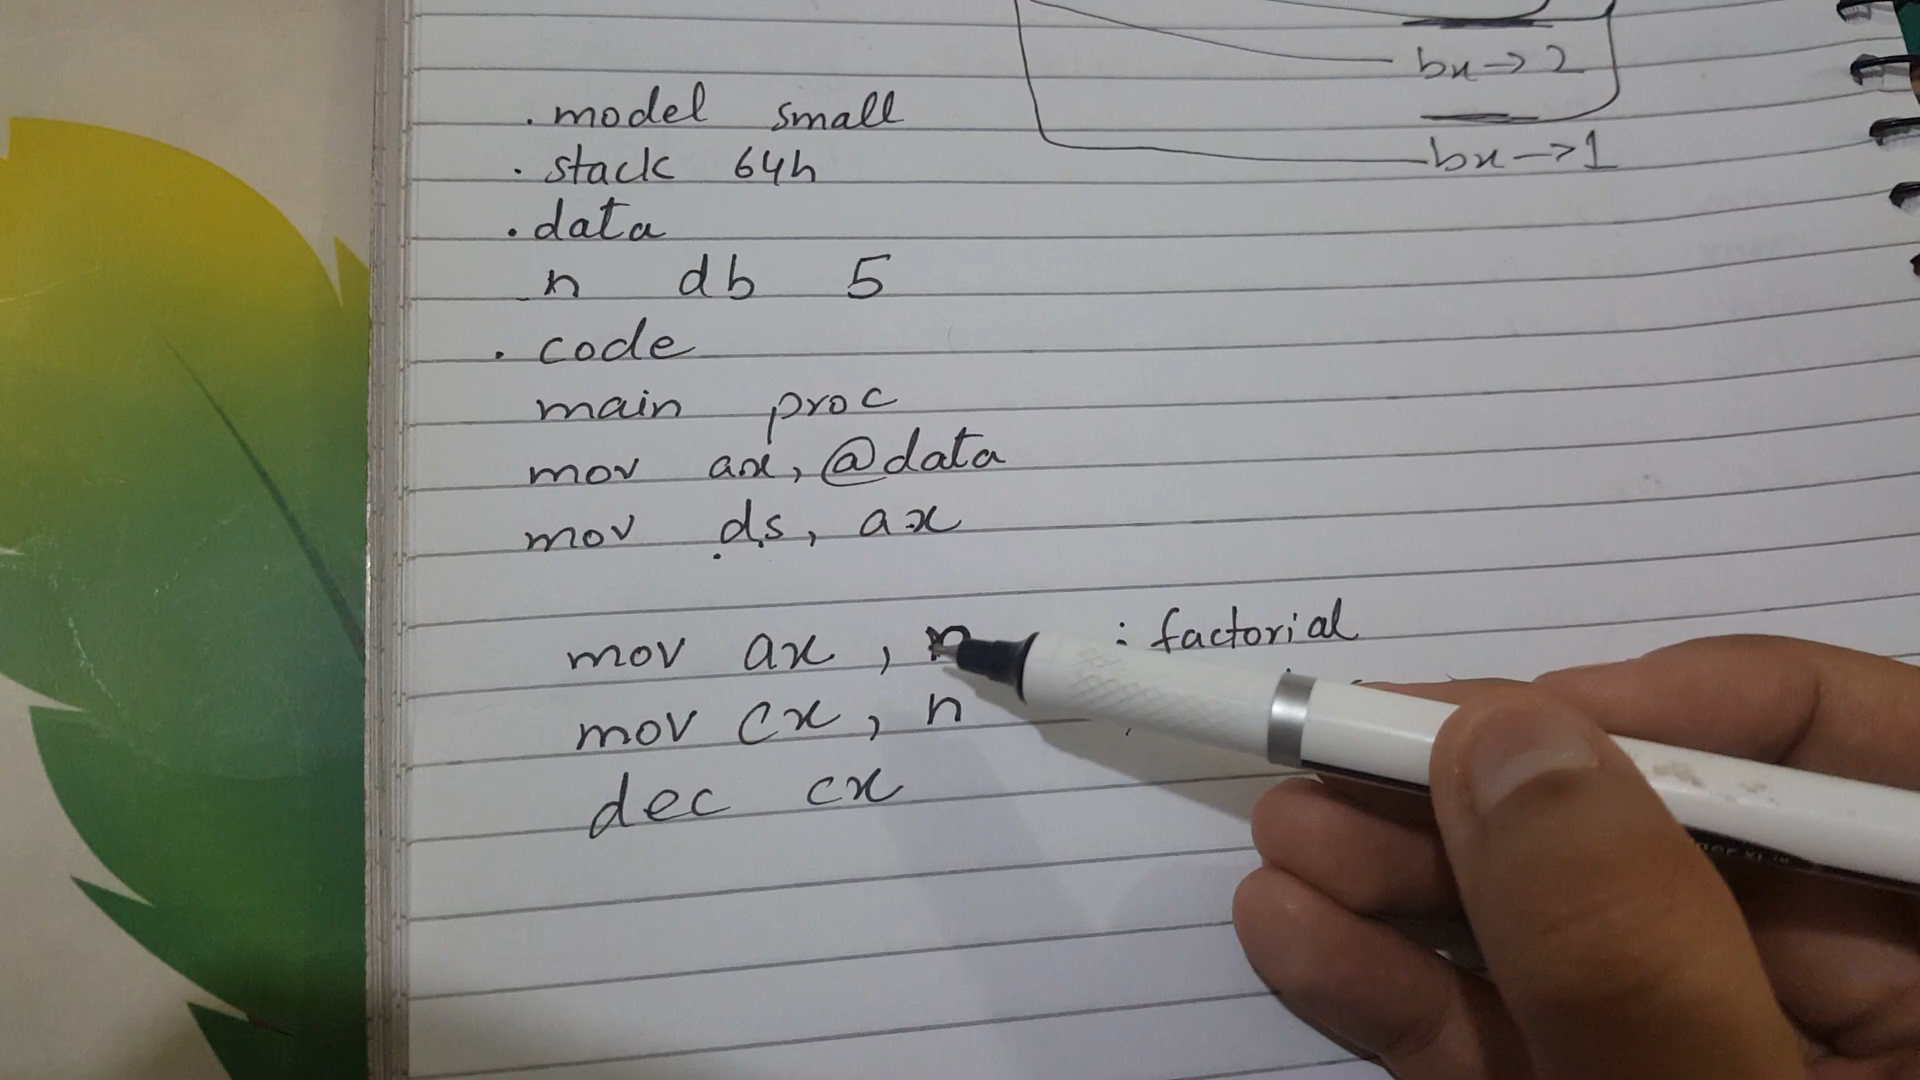 bx→2
bx→1
.model small
.stack 64h
.data
n db 5
.code
main proc
mov ax, @data
mov ds, ax
mov ax, n : factorial
mov cx, n
dec cx